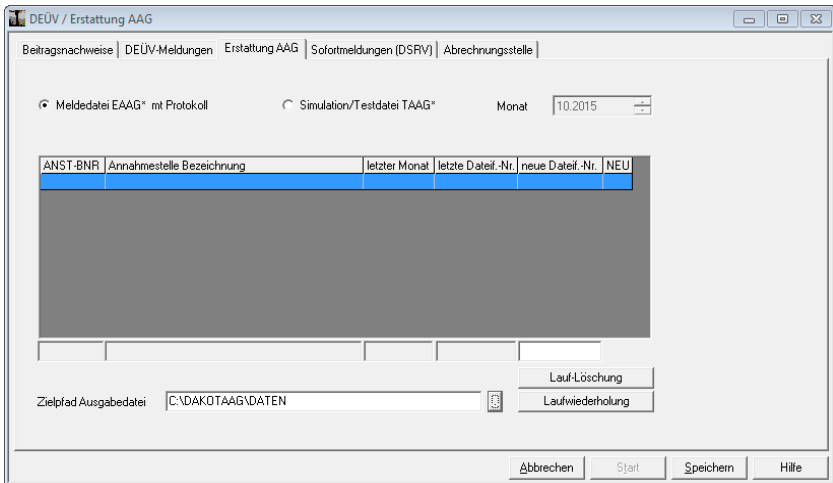 DEÜV / Erstattung AAG
Beitragsnachweise DEÜV-Meldungen Erstattung AAG Sofortmeldungen (DSRV) Abrechnungsstelle
Meldedatei EAAG* mt Protokoll Simulation/Testdatei TAAG* Monat 10.2015
ANST-BNR Annahmestelle Bezeichnung letzter Monat letzte Dateif.-Nr. neue Dateif.-Nr. NEU
Lauf-Löschung
Zielpfad Ausgabedatei C:\DAKOTAAG\DATEN Laufwiederholung
Abbrechen Start Speichern Hilfe